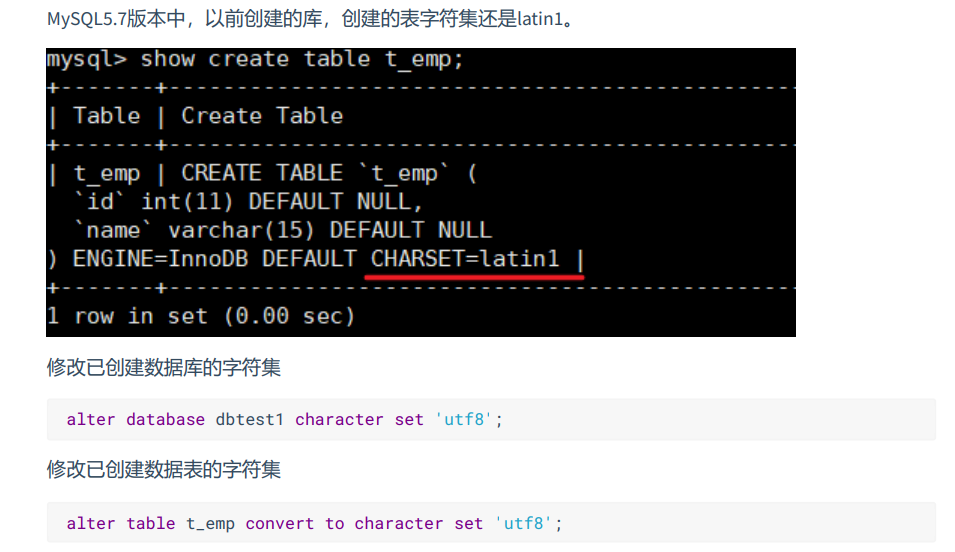 MySQL5.7版本中，以前创建的库，创建的表字符集还是latin1。
mysql> show create table t_emp;
+-------+-----------------------------------------------
| Table | Create Table
+-------+-----------------------------------------------
| t_emp | CREATE TABLE `t_emp` (
  `id` int(11) DEFAULT NULL,
  `name` varchar(15) DEFAULT NULL
) ENGINE=InnoDB DEFAULT CHARSET=latin1 |
+-------+-----------------------------------------------
1 row in set (0.00 sec)
修改已创建数据库的字符集
alter database dbtest1 character set 'utf8';
修改已创建数据表的字符集
alter table t_emp convert to character set 'utf8';